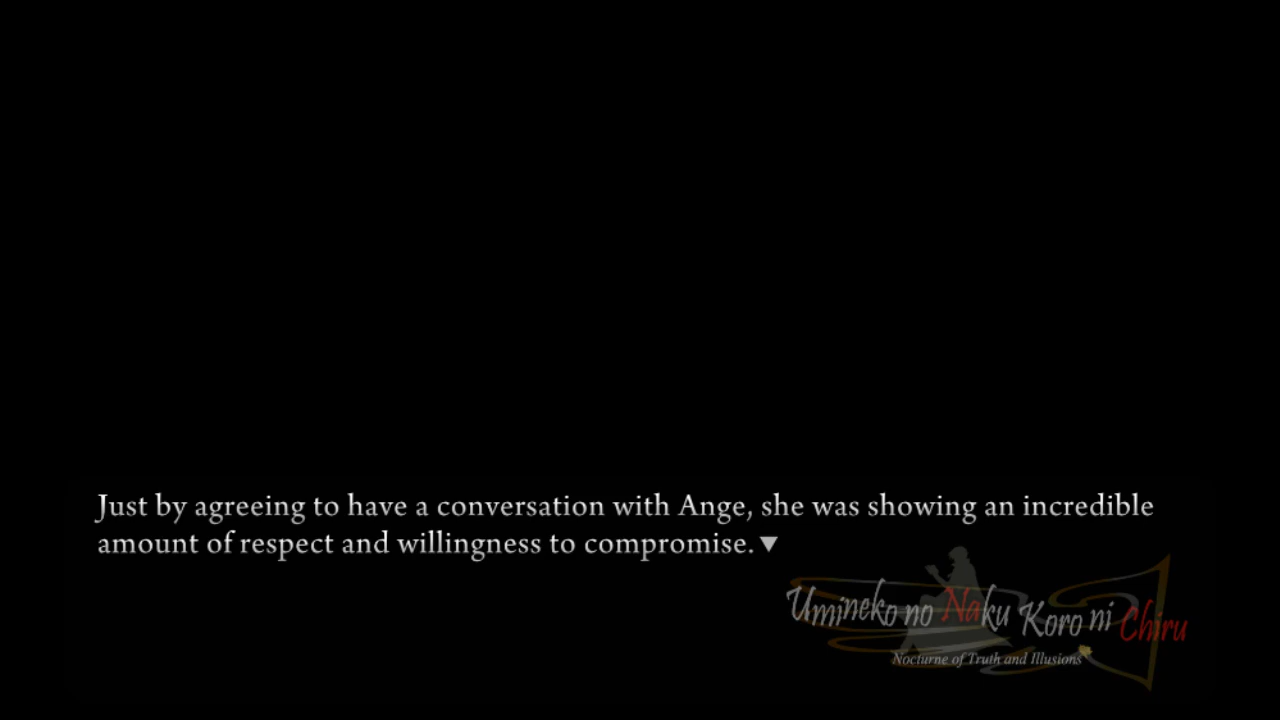 Just by agreeing to have a conversation with Ange, she was showing an incredible
amount of respect and willingness to compromise.
Umineko no Naku Koro ni Chiru
Nocturne of Truth and Illusions